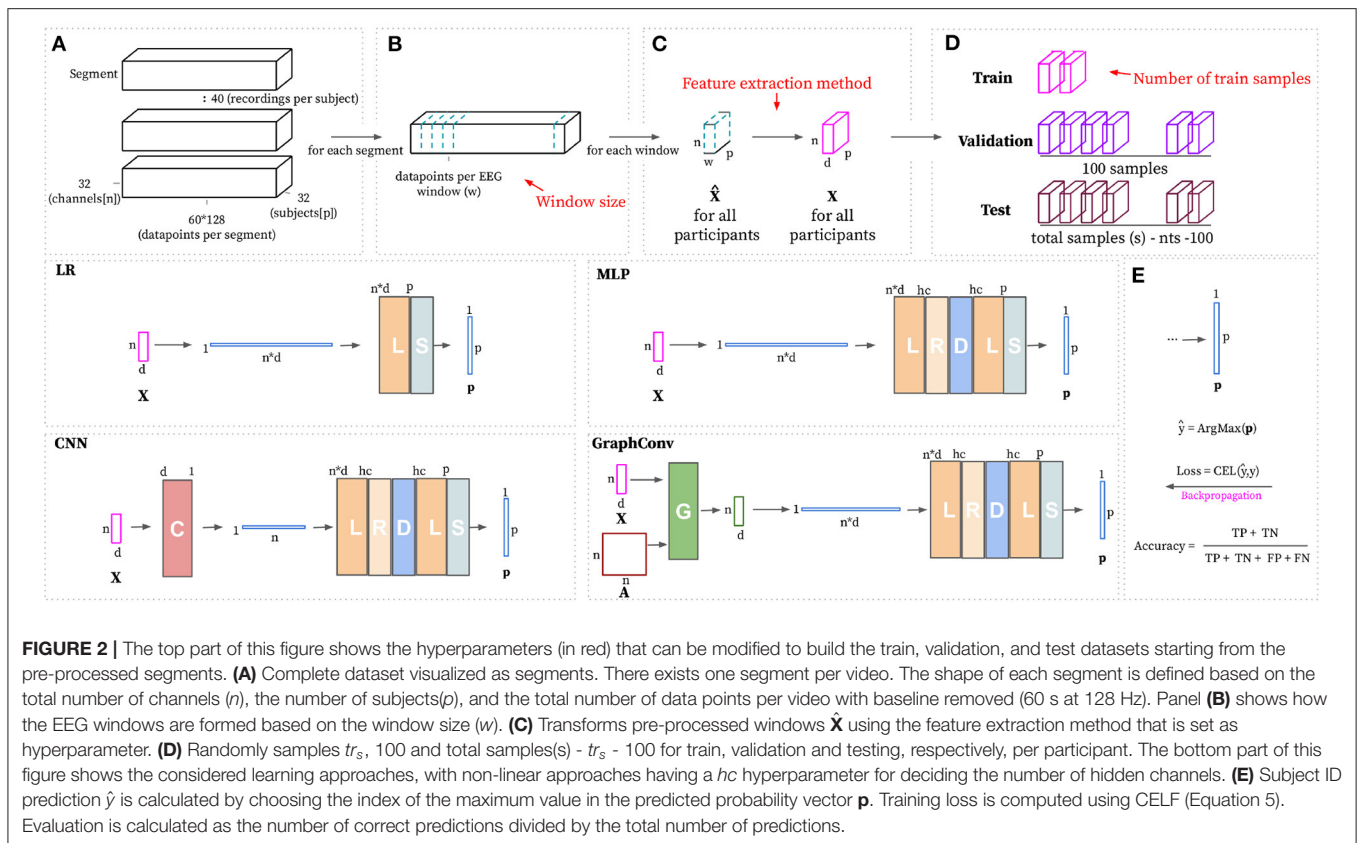 A
Segment
: 40 (recordings per subject)
32
(channels[n])
32
(subjects[p])
60*128
(datapoints per segment)
for each segment
B
datapoints per EEG
window (w)
Window size
for each window
C
Feature extraction method
n
w
p
n
d
p
X̂
for all
participants
X
for all
participants
D
Train
Number of train samples
Validation
100 samples
Test
total samples (s) - nts -100
LR
n
d
X
1
n*d
n*d
p
L S
1
p
p
MLP
n
d
X
1
n*d
n*d
hc
hc
p
L R D L S
1
p
p
CNN
n
d
X
d
1
C
1
n
n*d
hc
hc
p
L R D L S
1
p
p
GraphConv
n
d
X
n
n
A
G
n
d
1
n*d
n*d
hc
hc
p
L R D L S
1
p
p
E
...
1
p
p
ŷ = ArgMax(p)
Loss = CEL(ŷ,y)
Backpropagation
Accuracy = TP + TN
TP + TN + FP + FN
FIGURE 2 | The top part of this figure shows the hyperparameters (in red) that can be modified to build the train, validation, and test datasets starting from the
pre-processed segments. (A) Complete dataset visualized as segments. There exists one segment per video. The shape of each segment is defined based on the
total number of channels (n), the number of subjects(p), and the total number of data points per video with baseline removed (60 s at 128 Hz). Panel (B) shows how
the EEG windows are formed based on the window size (w). (C) Transforms pre-processed windows X̂ using the feature extraction method that is set as
hyperparameter. (D) Randomly samples trₛ, 100 and total samples(s) - trₛ - 100 for train, validation and testing, respectively, per participant. The bottom part of this
figure shows the considered learning approaches, with non-linear approaches having a hc hyperparameter for deciding the number of hidden channels. (E) Subject ID
prediction ŷ is calculated by choosing the index of the maximum value in the predicted probability vector p. Training loss is computed using CELF (Equation 5).
Evaluation is calculated as the number of correct predictions divided by the total number of predictions.